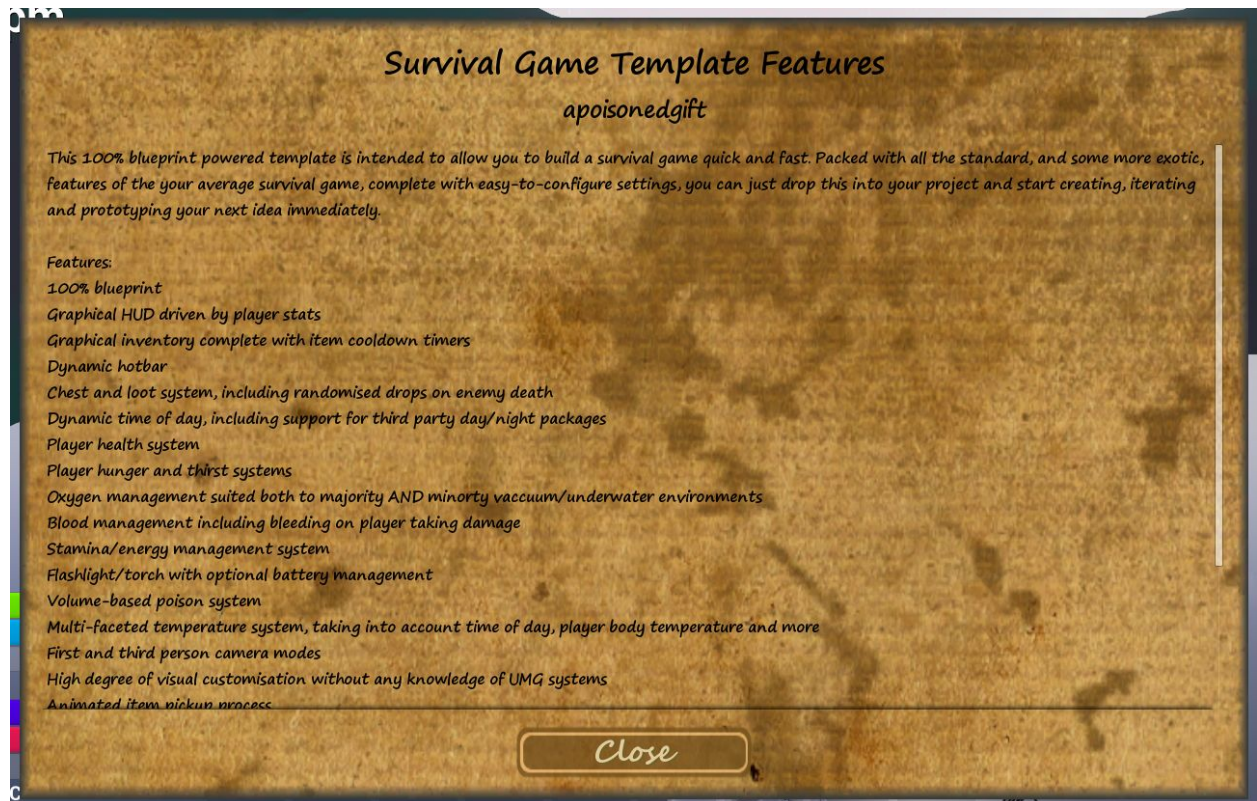 om
Survival Game Template Features
apoisonedgift
This 100% blueprint powered template is intended to allow you to build a survival game quick and fast. Packed with all the standard, and some more exotic,
features of the your average survival game, complete with easy-to-configure settings, you can just drop this into your project and start creating, iterating
and prototyping your next idea immediately.
Features:
100% blueprint
Graphical HUD driven by player stats
Graphical inventory complete with item cooldown timers
Dynamic hotbar
Chest and loot system, including randomised drops on enemy death
Dynamic time of day, including support for third party day/night packages
Player health system
Player hunger and thirst systems
Oxygen management suited both to majority AND minorty vaccuum/underwater environments
Blood management including bleeding on player taking damage
Stamina/energy management system
Flashlight/torch with optional battery management
Volume-based poison system
Multi-faceted temperature system, taking into account time of day, player body temperature and more
First and third person camera modes
High degree of visual customisation without any knowledge of UMG systems
Animated item pickup process
Close